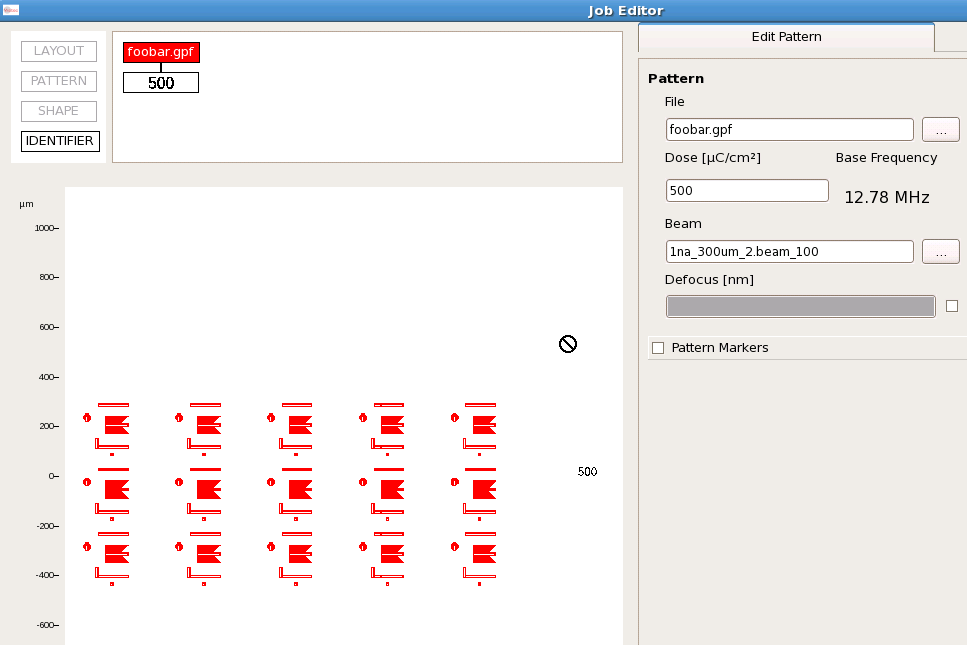 Job Editor
LAYOUT
PATTERN
SHAPE
IDENTIFIER
foobar.gpf
500
Edit Pattern
Pattern
File
foobar.gpf
...
Dose [µC/cm²] Base Frequency
500
12.78 MHz
Beam
1na_300um_2.beam_100
...
Defocus [nm]
Pattern Markers
µm
1000
800
600
400
200
0
-200
-400
-600
500